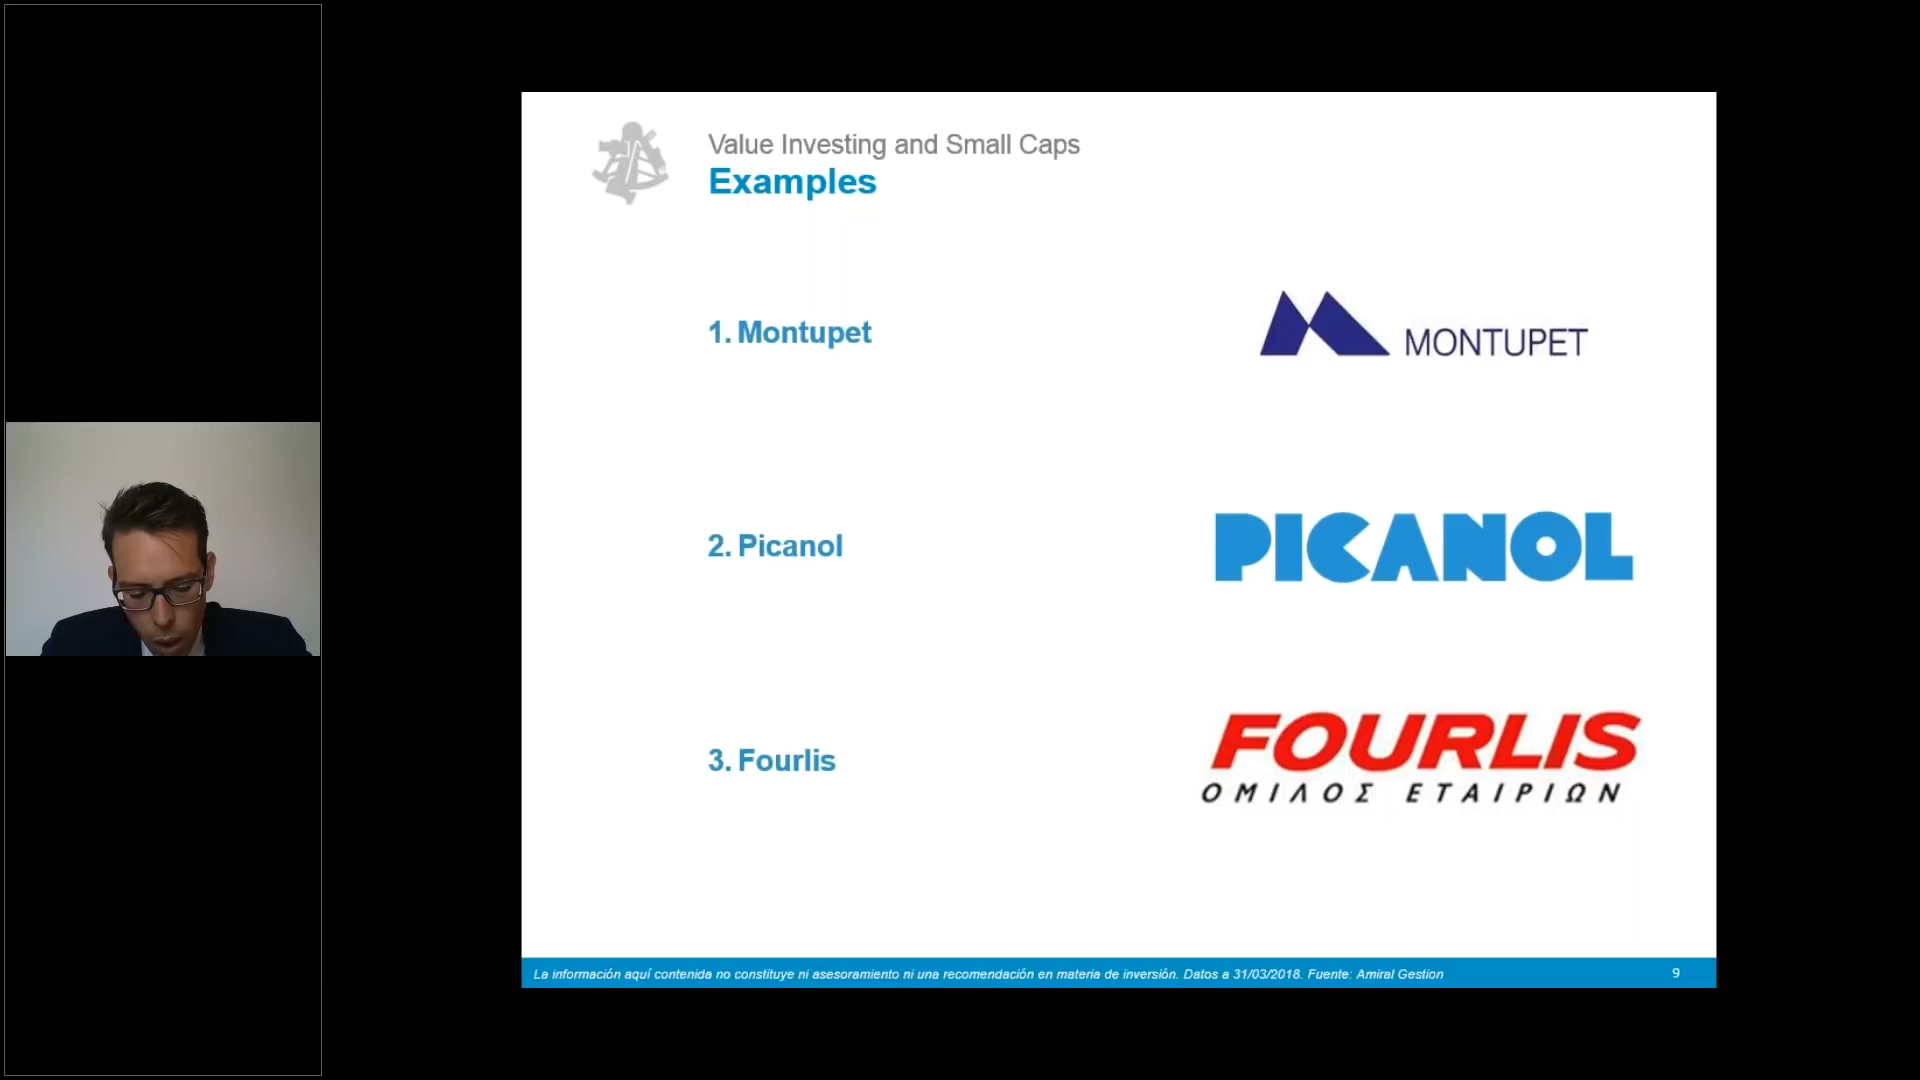 Value Investing and Small Caps
Examples
1. Montupet
MONTUPET
2. Picanol
PICANOL
3. Fourlis
FOURLIS
ΟΜΙΛΟΣ ΕΤΑΙΡΙΩΝ
La información aquí contenida no constituye ni asesoramiento ni una recomendación en materia de inversión. Datos a 31/03/2018. Fuente: Amiral Gestion
9